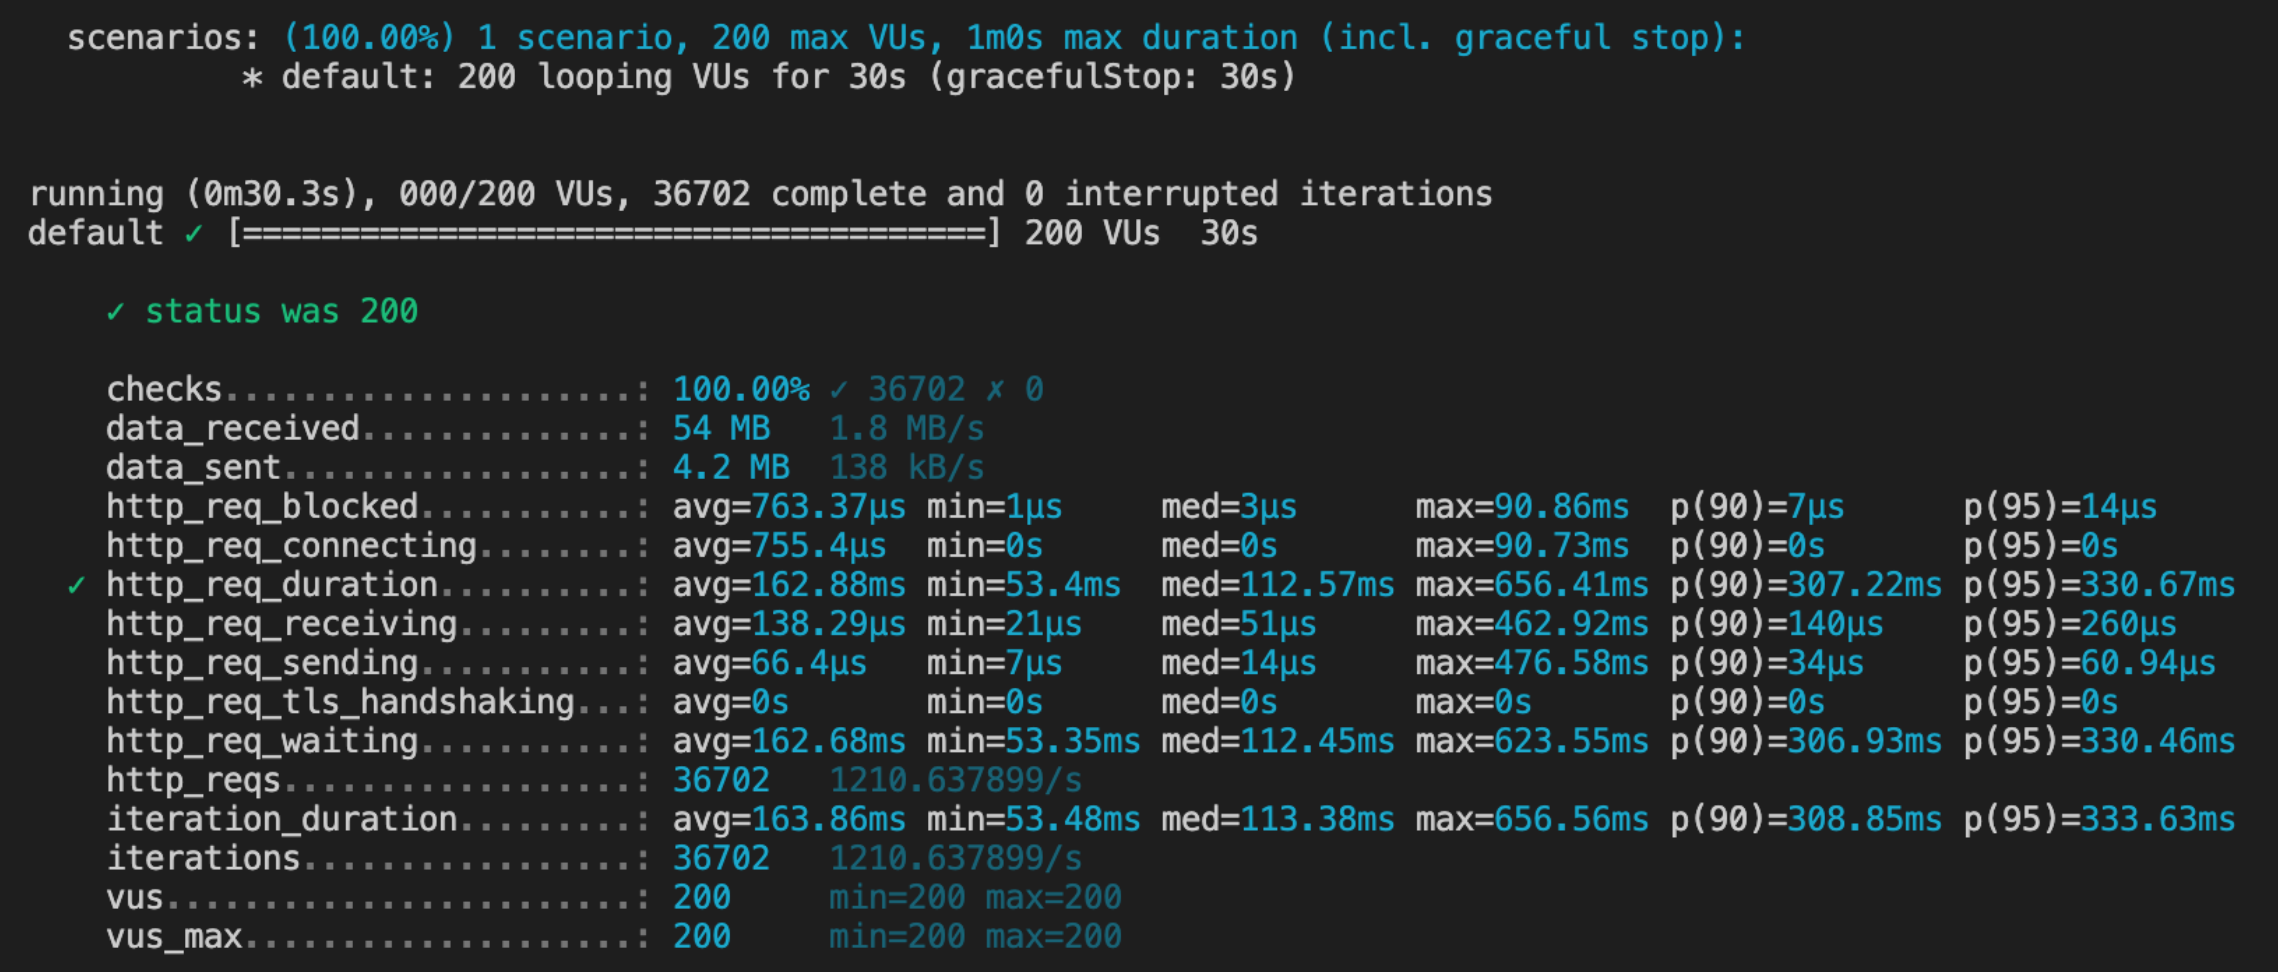 scenarios: (100.00%) 1 scenario, 200 max VUs, 1m0s max duration (incl. graceful stop):
* default: 200 looping VUs for 30s (gracefulStop: 30s)
running (0m30.3s), 000/200 VUs, 36702 complete and 0 interrupted iterations
default ✓ [======================================] 200 VUs  30s
✓ status was 200
checks.....................: 100.00% ✓ 36702 ✗ 0
data_received..............: 54 MB   1.8 MB/s
data_sent..................: 4.2 MB  138 kB/s
http_req_blocked...........: avg=763.37µs min=1µs     med=3µs      max=90.86ms  p(90)=7µs      p(95)=14µs
http_req_connecting........: avg=755.4µs  min=0s      med=0s       max=90.73ms  p(90)=0s       p(95)=0s
✓ http_req_duration..........: avg=162.88ms min=53.4ms  med=112.57ms max=656.41ms p(90)=307.22ms p(95)=330.67ms
http_req_receiving.........: avg=138.29µs min=21µs    med=51µs     max=462.92ms p(90)=140µs    p(95)=260µs
http_req_sending...........: avg=66.4µs   min=7µs     med=14µs     max=476.58ms p(90)=34µs     p(95)=60.94µs
http_req_tls_handshaking...: avg=0s       min=0s      med=0s       max=0s       p(90)=0s       p(95)=0s
http_req_waiting...........: avg=162.68ms min=53.35ms med=112.45ms max=623.55ms p(90)=306.93ms p(95)=330.46ms
http_reqs..................: 36702   1210.637899/s
iteration_duration.........: avg=163.86ms min=53.48ms med=113.38ms max=656.56ms p(90)=308.85ms p(95)=333.63ms
iterations.................: 36702   1210.637899/s
vus........................: 200     min=200 max=200
vus_max....................: 200     min=200 max=200